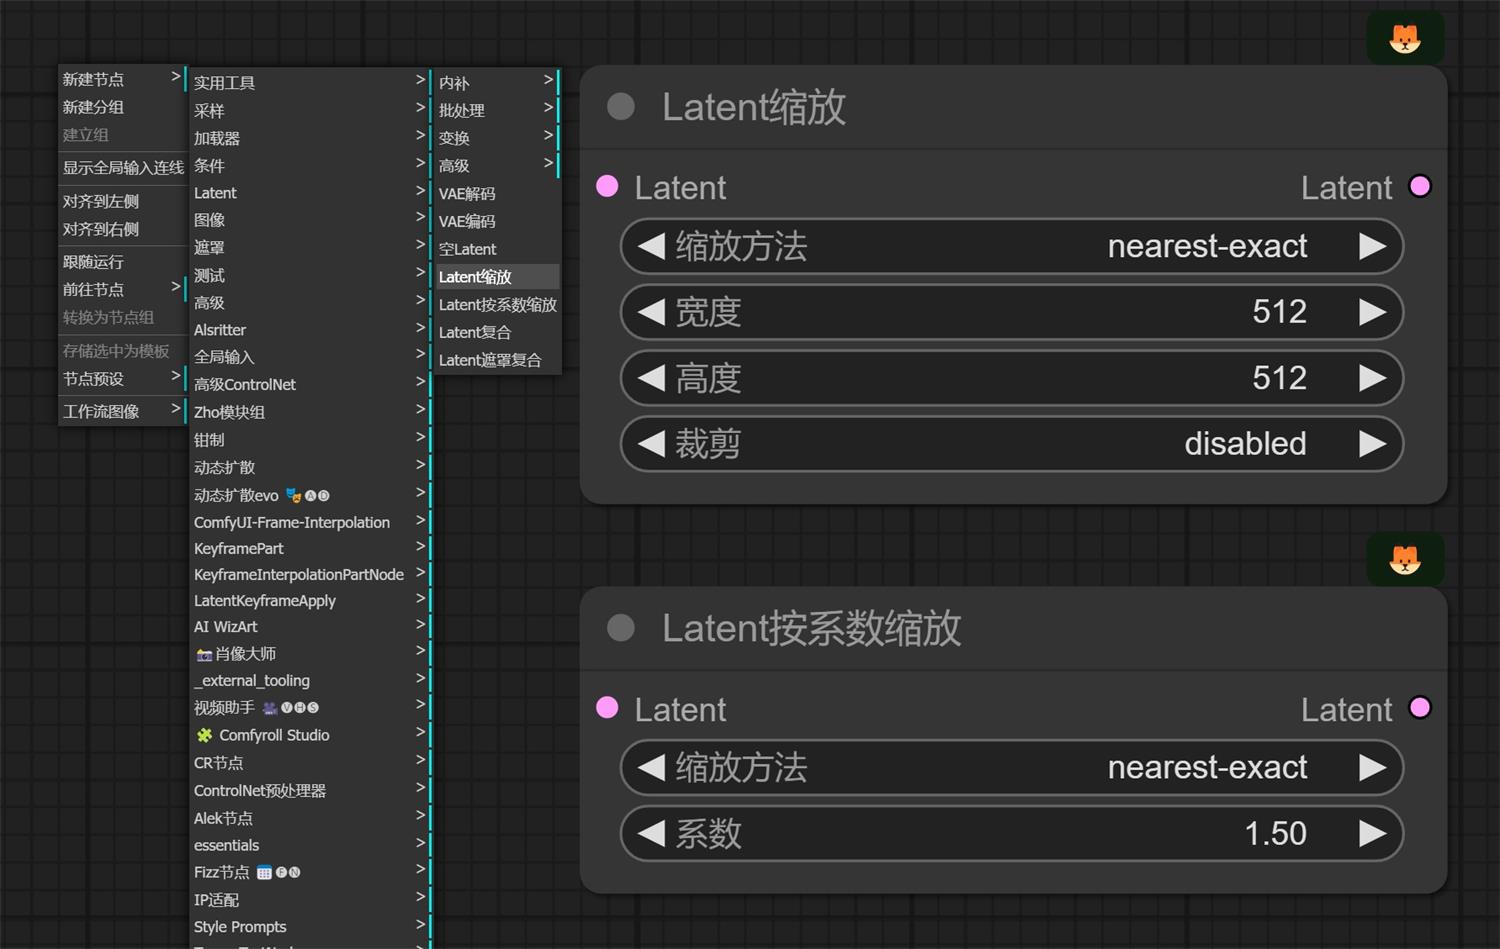 新建节点
新建分组
建立组
显示全局输入连线
对齐到左侧
对齐到右侧
跟随运行
前往节点
转换为节点组
存储选中为模板
节点预设
工作流图像
实用工具
采样
加载器
条件
Latent
图像
遮罩
测试
高级
Alsritter
全局输入
高级ControlNet
Zho模块组
钳制
动态扩散
动态扩散evo 🎭🅐🅓
ComfyUI-Frame-Interpolation
KeyframePart
KeyframeInterpolationPartNode
LatentKeyframeApply
AI WizArt
📸肖像大师
_external_tooling
视频助手 🎥🅥🅗🅢
🧩 Comfyroll Studio
CR节点
ControlNet预处理器
Alek节点
essentials
Fizz节点 📅🅕🅝
IP适配
Style Prompts
内补
批处理
变换
高级
VAE解码
VAE编码
空Latent
Latent缩放
Latent按系数缩放
Latent复合
Latent遮罩复合
Latent缩放
Latent Latent
缩放方法 nearest-exact
宽度 512
高度 512
裁剪 disabled
Latent按系数缩放
Latent Latent
缩放方法 nearest-exact
系数 1.50